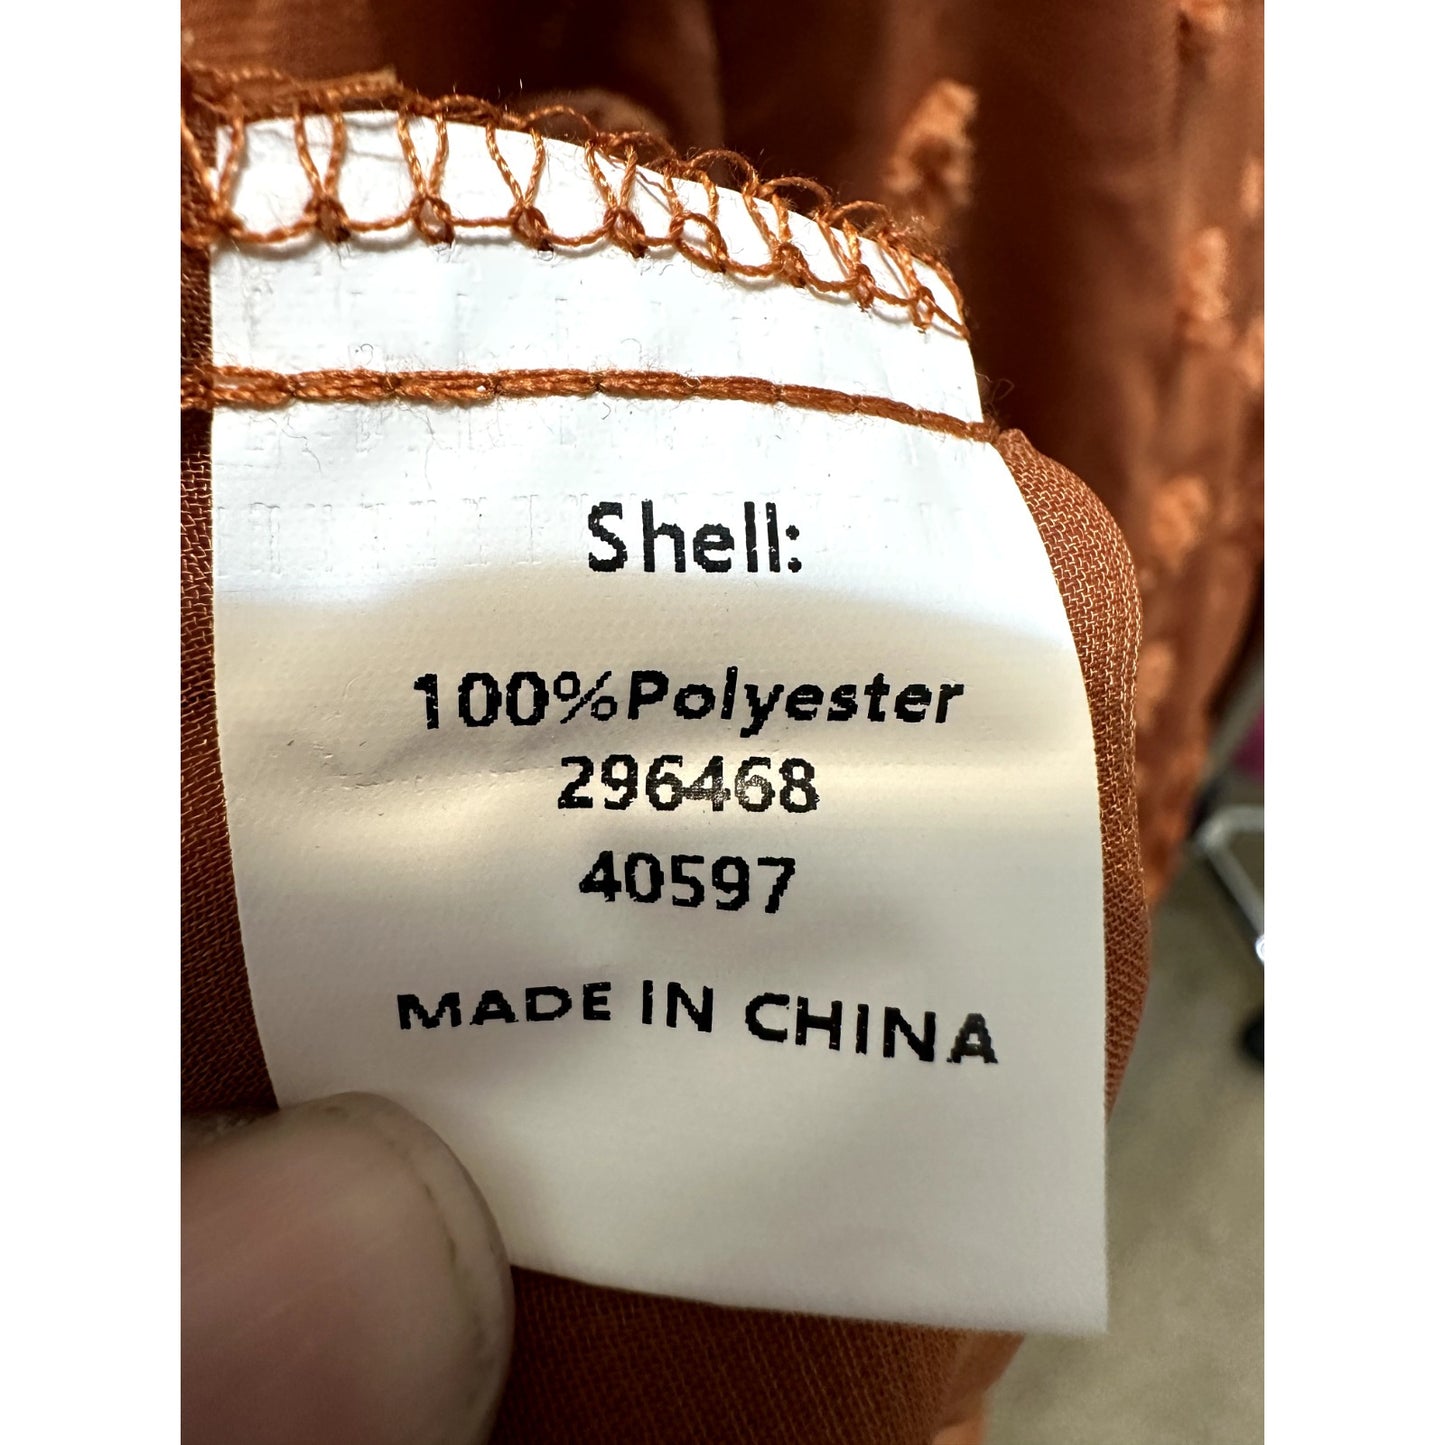 Shell:
100%Polyester
296468
40597
MADE IN CHINA